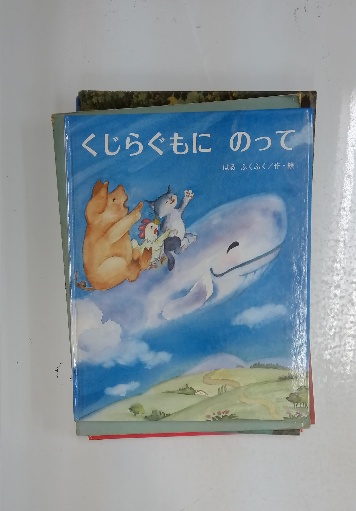 くじらぐもに のって
はる ふくふく／作・絵